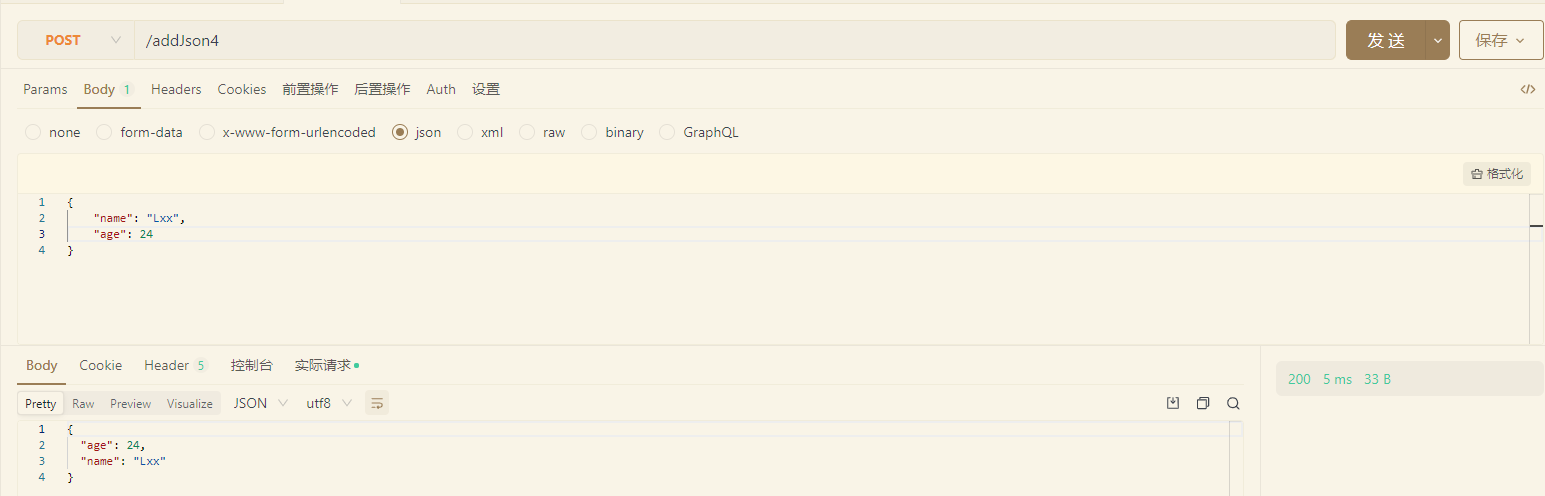 POST /addJson4 发 送 保存
Params Body 1 Headers Cookies 前置操作 后置操作 Auth 设置 </>
none form-data x-www-form-urlencoded json xml raw binary GraphQL
格式化
1 {
2 "name": "Lxx",
3 "age": 24
4 }
Body Cookie Header 5 控制台 实际请求
200 5 ms 33 B
Pretty Raw Preview Visualize JSON utf8
1 {
2 "age": 24,
3 "name": "Lxx"
4 }